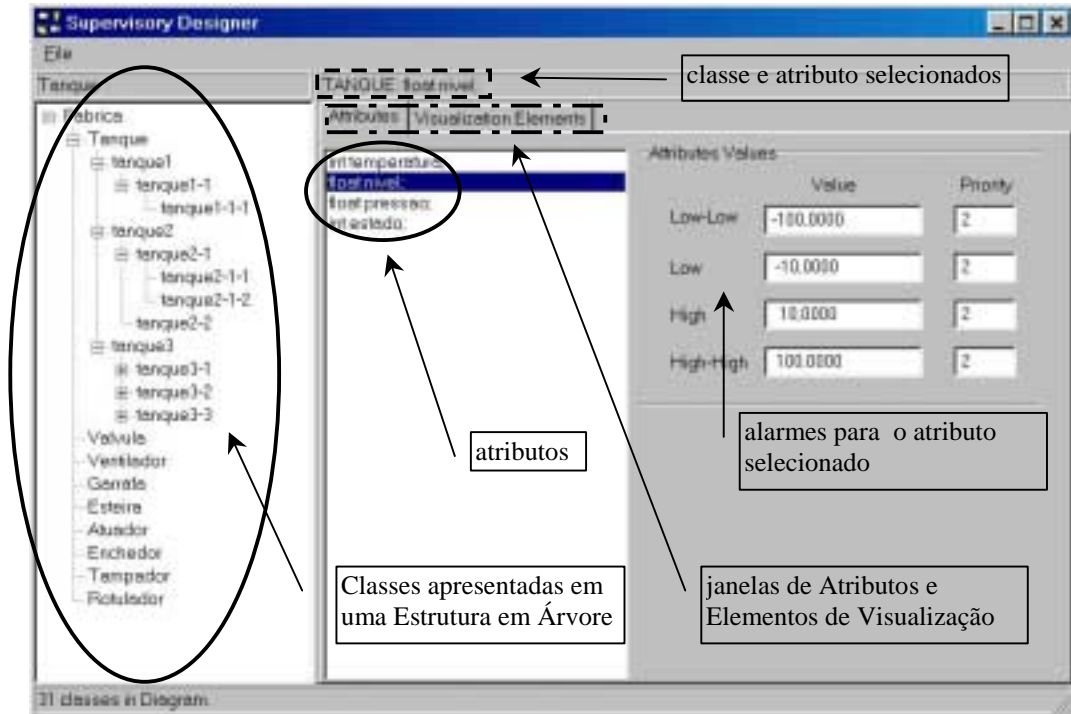 Supervisory Designer
File
Tanque
TANQUE: float nivel;
classe e atributo selecionados
Attributes
Visualization Elements
Fabrica
Tanque
tanque1
tanque1-1
tanque1-1-1
tanque2
tanque2-1
tanque2-1-1
tanque2-1-2
tanque2-2
tanque3
tanque3-1
tanque3-2
tanque3-3
Valvula
Ventilador
Garrafa
Esteira
Atuador
Enchedor
Tampador
Rotulador
int temperatura;
float nivel;
float pressao;
int estado;
Attributes Values
Value Priority
Low-Low -100.0000 2
Low -10.0000 2
High 10.0000 2
High-High 100.0000 2
atributos
alarmes para o atributo
selecionado
Classes apresentadas em
uma Estrutura em Árvore
janelas de Atributos e
Elementos de Visualização
31 classes in Diagram.